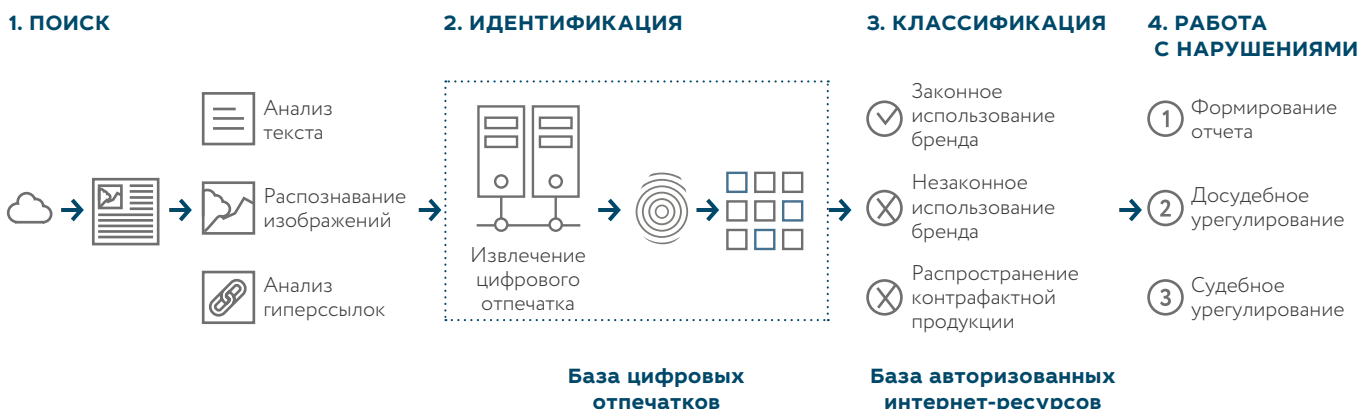 1. ПОИСК
Анализ
текста
Распознавание
изображений
Анализ
гиперссылок
2. ИДЕНТИФИКАЦИЯ
Извлечение
цифрового
отпечатка
База цифровых
отпечатков
3. КЛАССИФИКАЦИЯ
Законное
использование
бренда
Незаконное
использование
бренда
Распространение
контрафактной
продукции
База авторизованных
интернет-ресурсов
4. РАБОТА
С НАРУШЕНИЯМИ
1 Формирование
отчета
2 Досудебное
урегулирование
3 Судебное
урегулирование